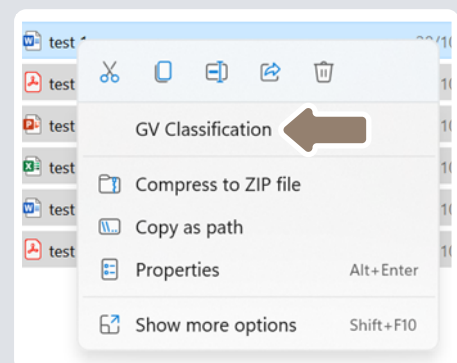 test 1
test
GV Classification
test
Compress to ZIP file
test
Copy as path
test
Properties Alt+Enter
test
Show more options Shift+F10